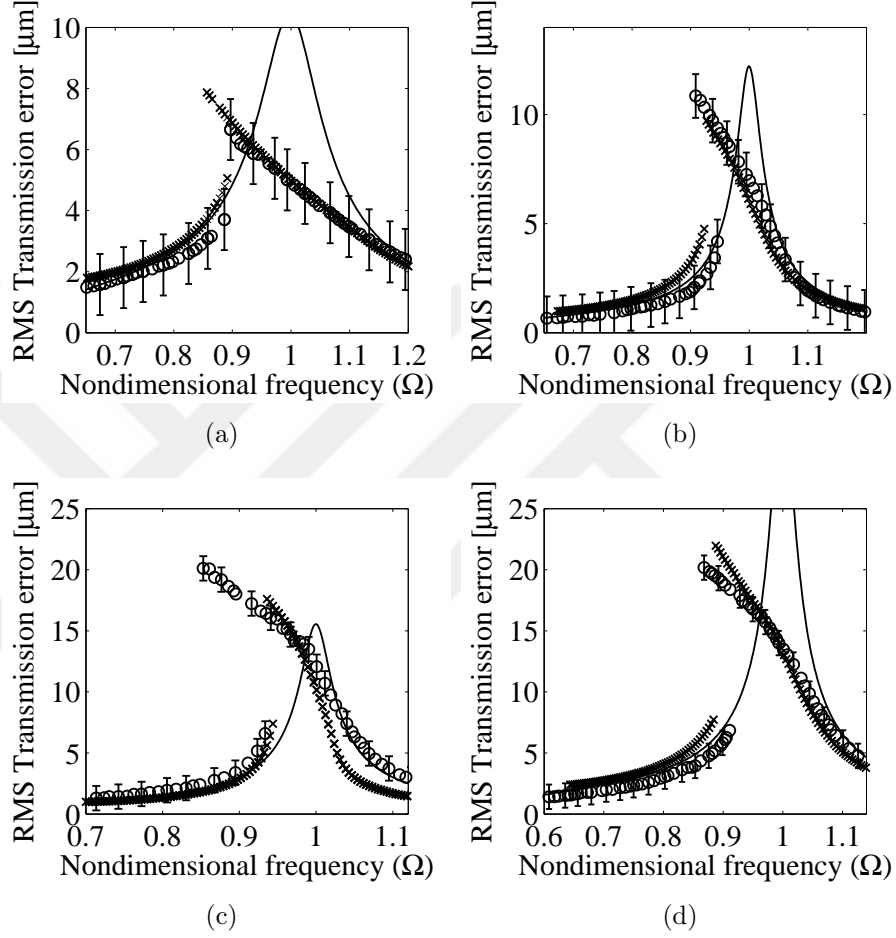 RMS Transmission error [µm]
10
8
6
4
2
0
0.7 0.8 0.9 1 1.1 1.2
Nondimensional frequency (Ω)
(a)
RMS Transmission error [µm]
10
5
0
0.7 0.8 0.9 1 1.1
Nondimensional frequency (Ω)
(b)
RMS Transmission error [µm]
25
20
15
10
5
0
0.7 0.8 0.9 1 1.1
Nondimensional frequency (Ω)
(c)
RMS Transmission error [µm]
25
20
15
10
5
0
0.6 0.7 0.8 0.9 1 1.1
Nondimensional frequency (Ω)
(d)